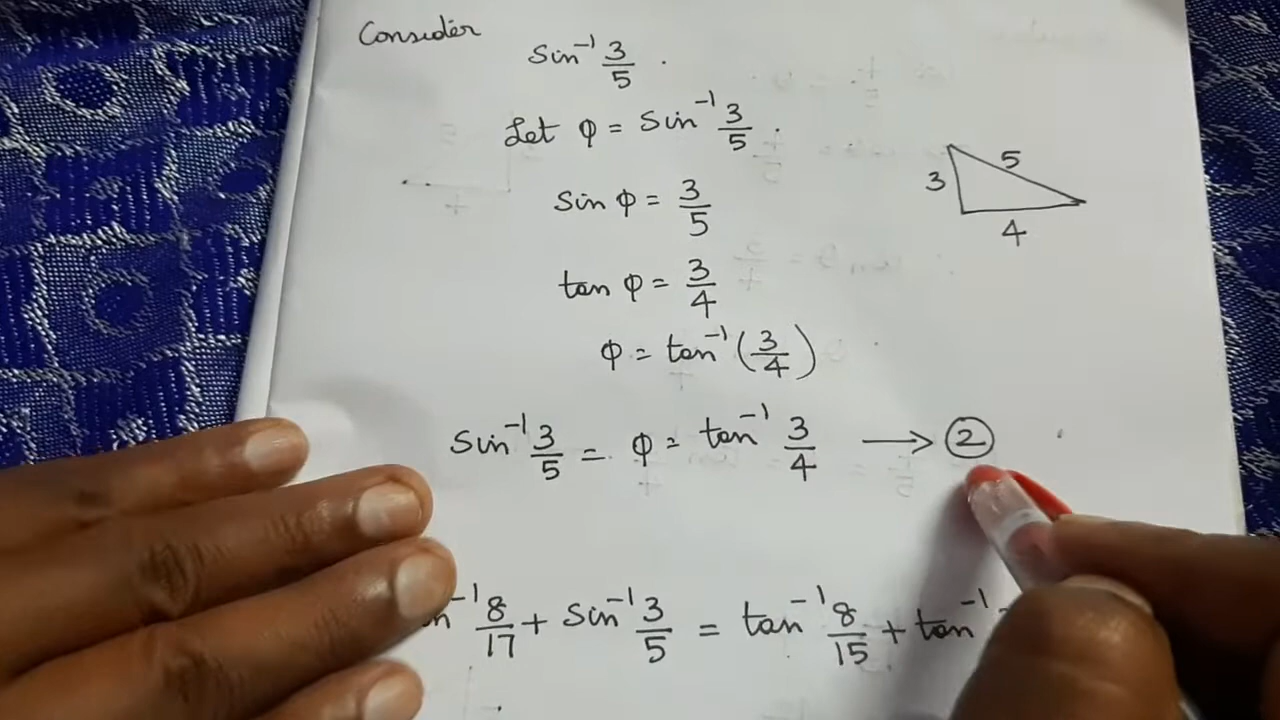 Consider
sin⁻¹ 3/5 .
Let φ = sin⁻¹ 3/5 .
sin φ = 3/5
5
3
4
tan φ = 3/4
φ = tan⁻¹ (3/4)
sin⁻¹ 3/5 = φ = tan⁻¹ 3/4 → ②
⁻¹ 8/17 + sin⁻¹ 3/5 = tan⁻¹ 8/15 + tan⁻¹